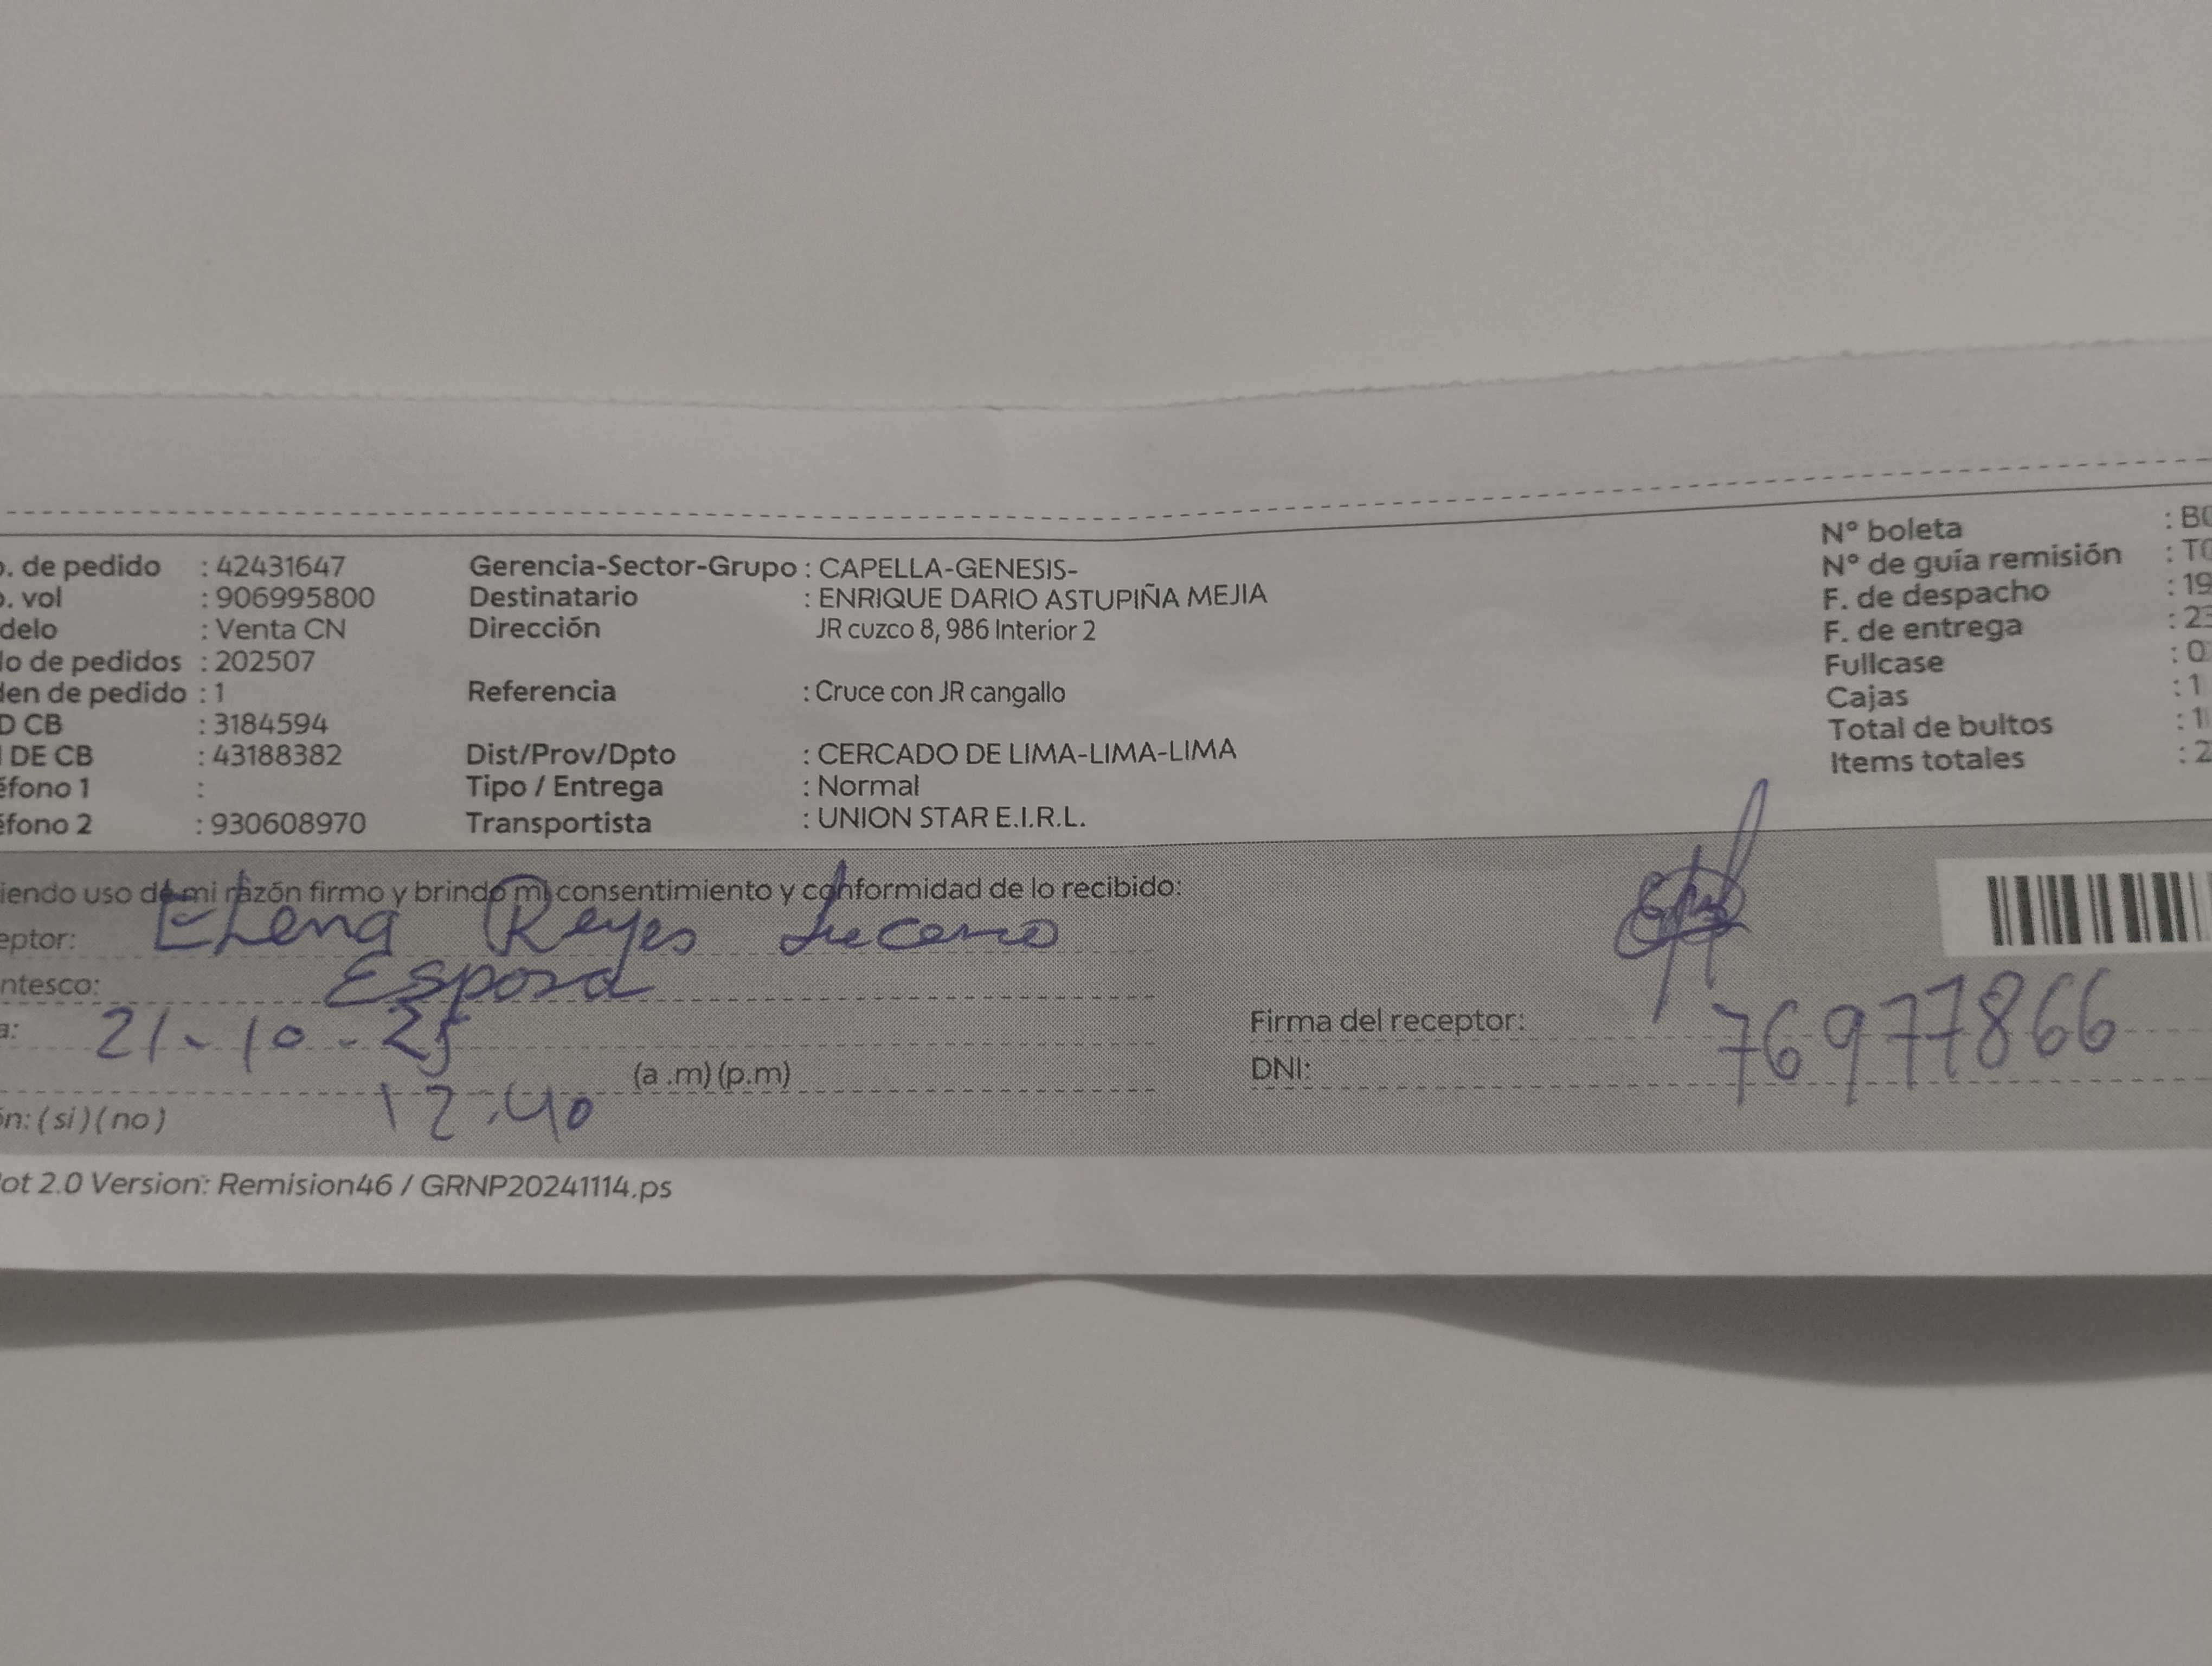 o. de pedido : 42431647
o. vol : 906995800
delo : Venta CN
lo de pedidos : 202507
den de pedido : 1
D CB : 3184594
DE CB : 43188382
éfono 1 :
éfono 2 : 930608970
Gerencia-Sector-Grupo : CAPELLA-GENESIS-
Destinatario : ENRIQUE DARIO ASTUPIÑA MEJIA
Dirección JR cuzco 8, 986 Interior 2
Referencia : Cruce con JR cangallo
Dist/Prov/Dpto : CERCADO DE LIMA-LIMA-LIMA
Tipo / Entrega : Normal
Transportista : UNION STAR E.I.R.L.
Nº boleta : B
Nº de guía remisión : T
F. de despacho : 19
F. de entrega : 23
Fullcase : 0
Cajas : 1
Total de bultos : 1
Items totales : 2
iendo uso de mi razón firmo y brindo mi consentimiento y conformidad de lo recibido:
eptor: Elena Reyes
ntesco: Esposa
a: 21-10-25
(a .m) (p.m)
12:40
ón: ( si ) ( no )
Firma del receptor:
DNI: 76977866
ot 2.0 Version: Remision46 / GRNP20241114.ps